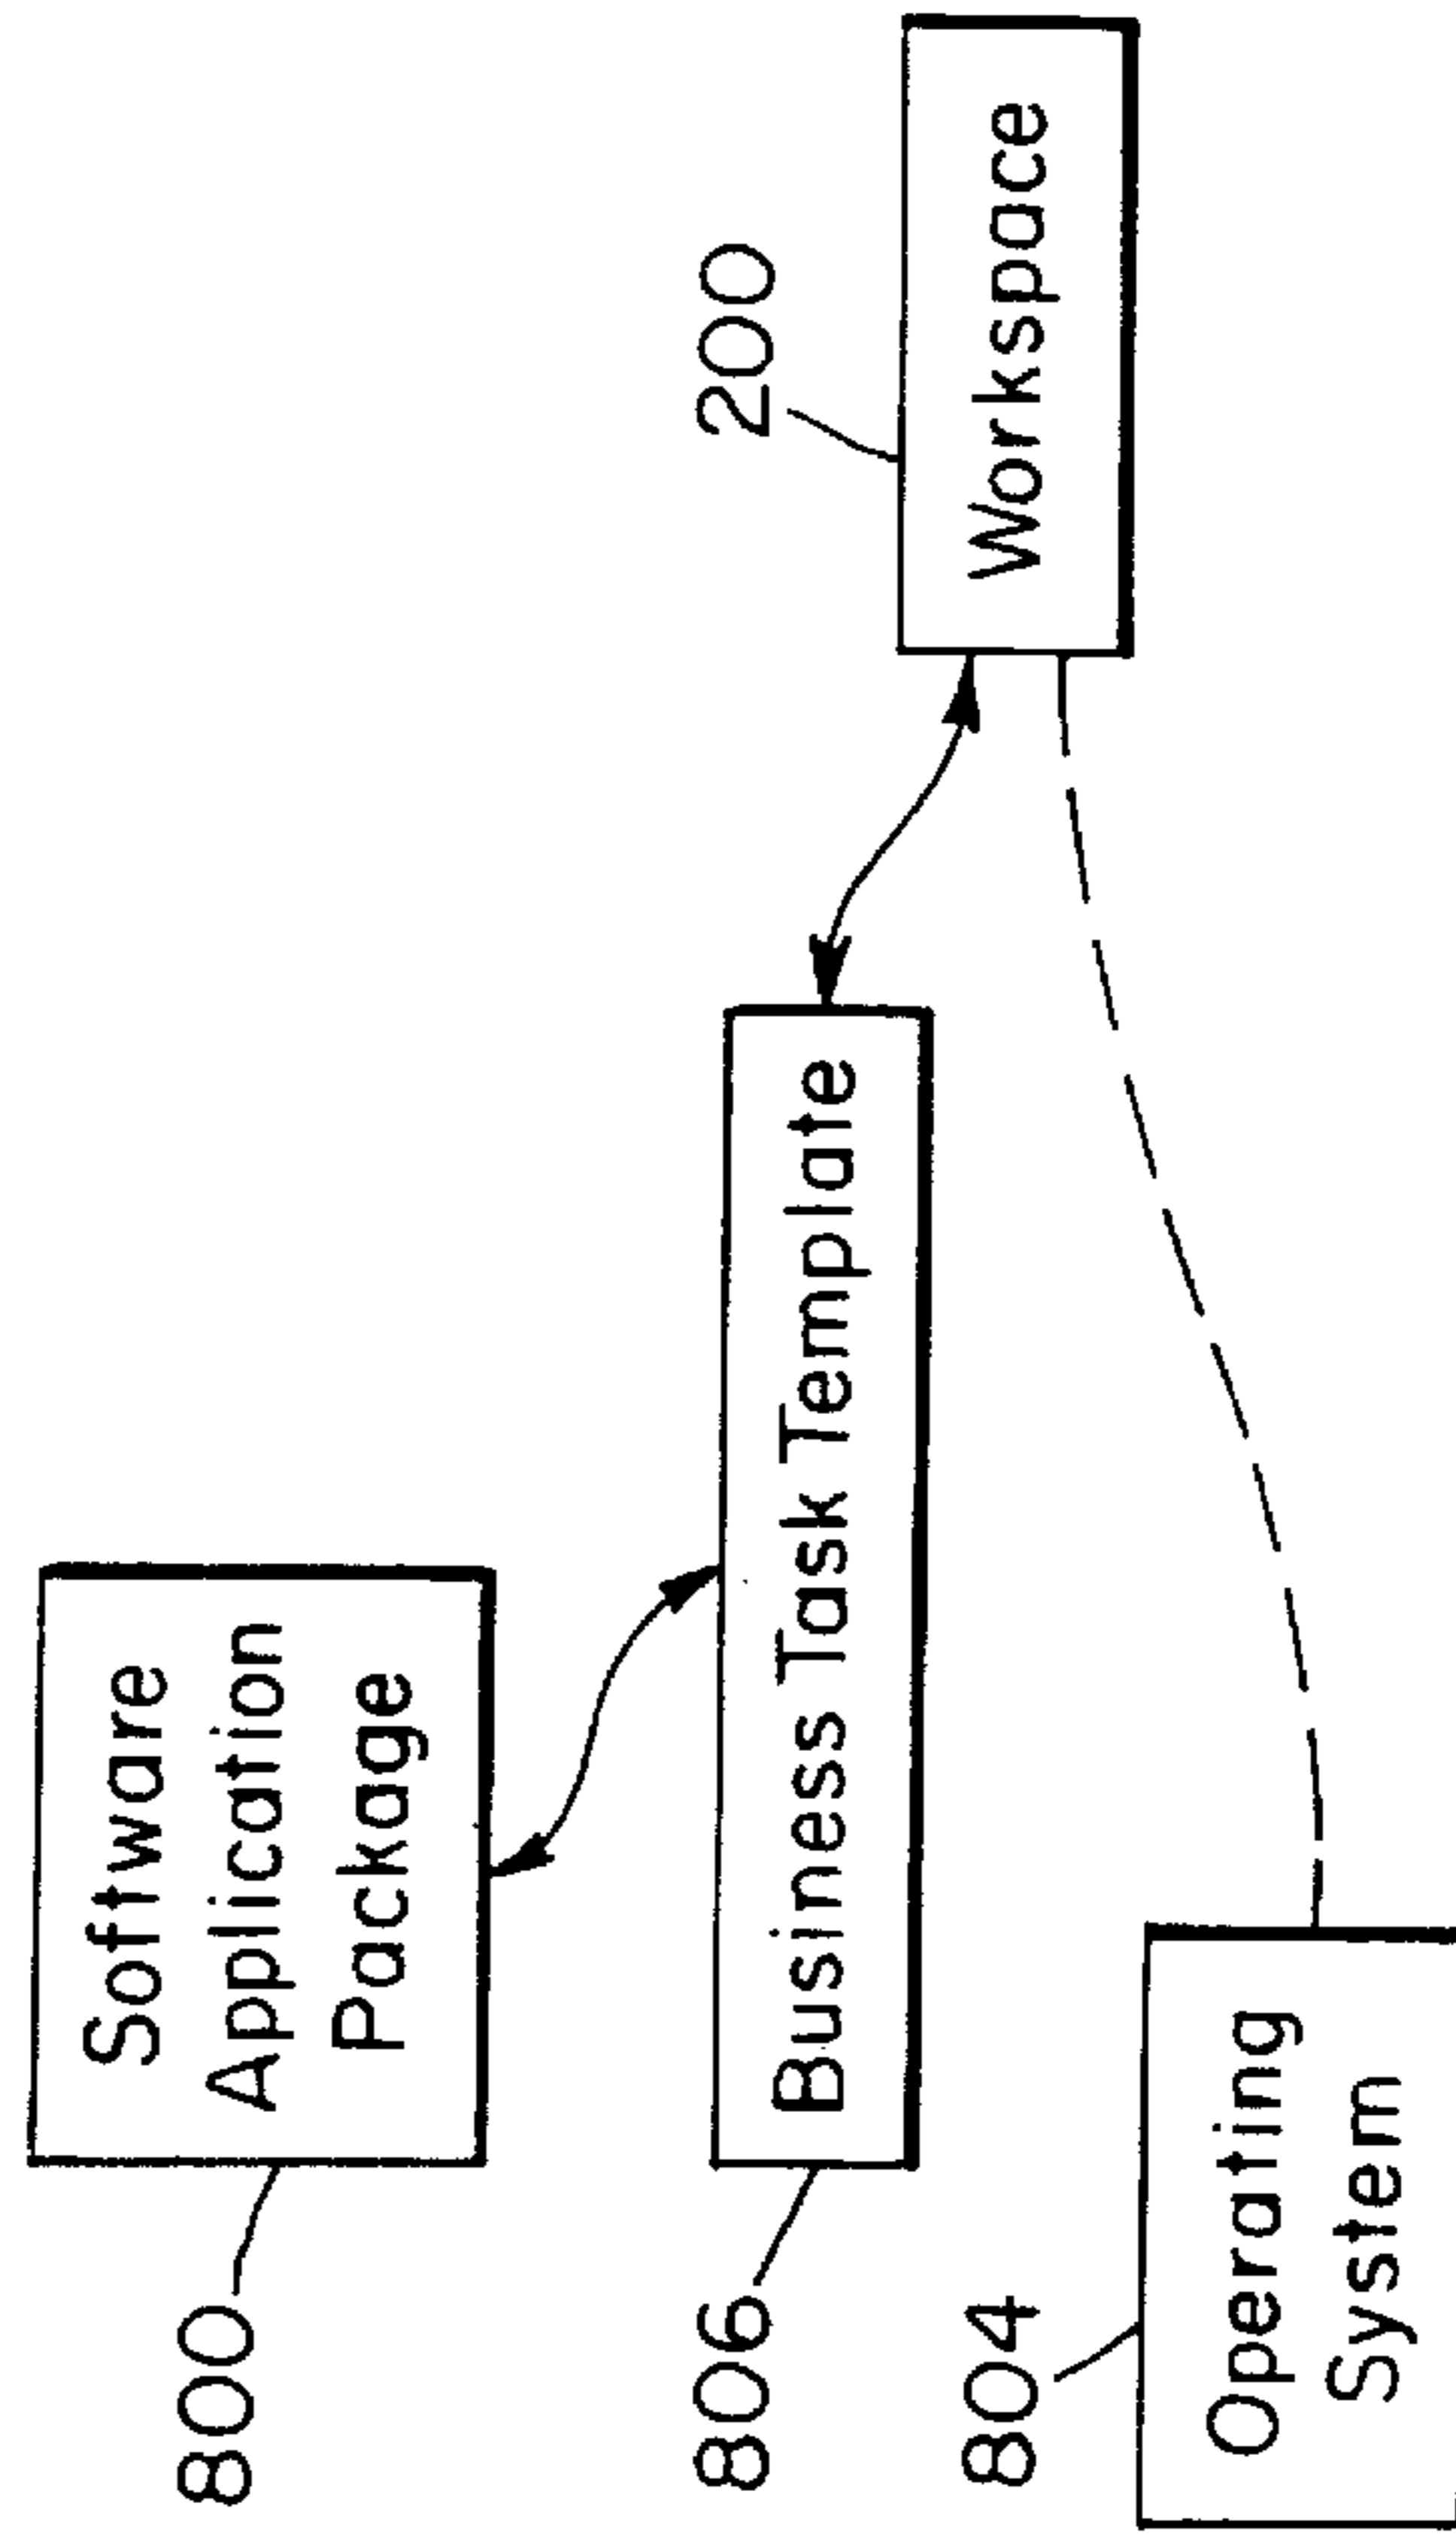 800
Software
Application
Package
806
Business Task Template
200
Workspace
804
Operating
System